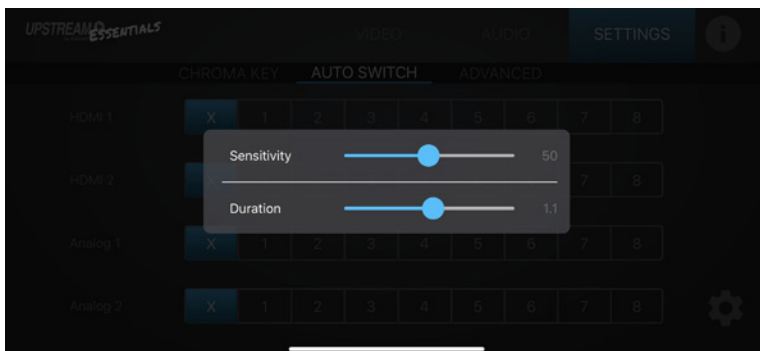 UPSTREAM ESSENTIALS
VIDEO AUDIO SETTINGS i
CHROMA KEY AUTO SWITCH ADVANCED
HDMI 1 X 1 2 3 4 5 6 7 8
Sensitivity 50
HDMI 2 7 8
Duration 1.1
Analog 1 X 1 2 3 4 5 6 7 8
Analog 2 X 1 2 3 4 5 6 7 8